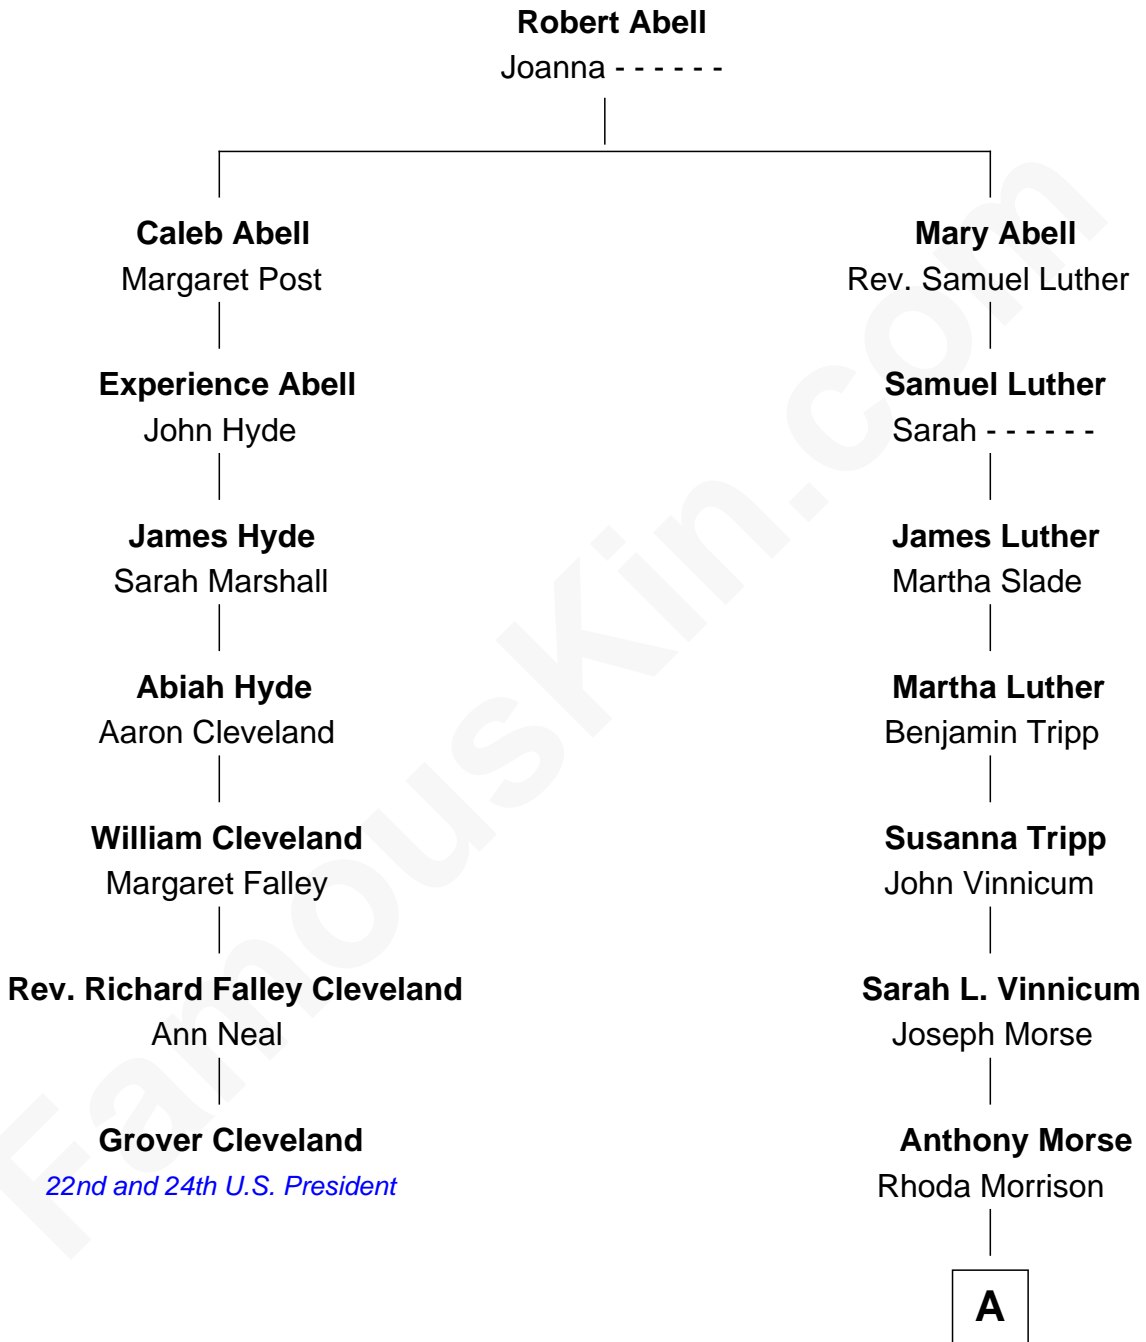 Robert Abell
Joanna - - - - - -
Caleb Abell
Margaret Post
Mary Abell
Rev. Samuel Luther
Experience Abell
John Hyde
Samuel Luther
Sarah - - - - - -
James Hyde
Sarah Marshall
James Luther
Martha Slade
Abiah Hyde
Aaron Cleveland
Martha Luther
Benjamin Tripp
William Cleveland
Margaret Falley
Susanna Tripp
John Vinnicum
Rev. Richard Falley Cleveland
Ann Neal
Sarah L. Vinnicum
Joseph Morse
Grover Cleveland
22nd and 24th U.S. President
Anthony Morse
Rhoda Morrison
A
FamousKin.com